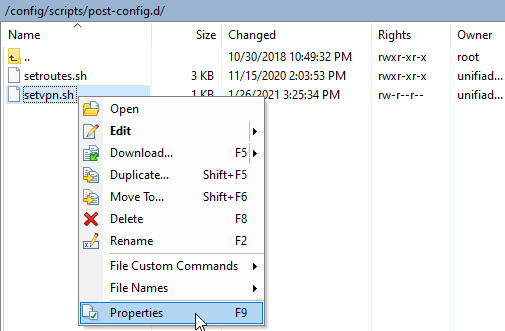 /config/scripts/post-config.d/
Name Size Changed Rights Owner
.. 10/30/2018 10:49:32 PM rwxr-xr-x root
setroutes.sh 3 KB 11/15/2020 2:03:53 PM rwxr-xr-x unifiad...
setvpn.sh 1 KB 1/26/2021 3:25:34 PM rw-r--r-- unifiad...
Open
Edit
Download... F5
Duplicate... Shift+F5
Move To... Shift+F6
Delete F8
Rename F2
File Custom Commands
File Names
Properties F9